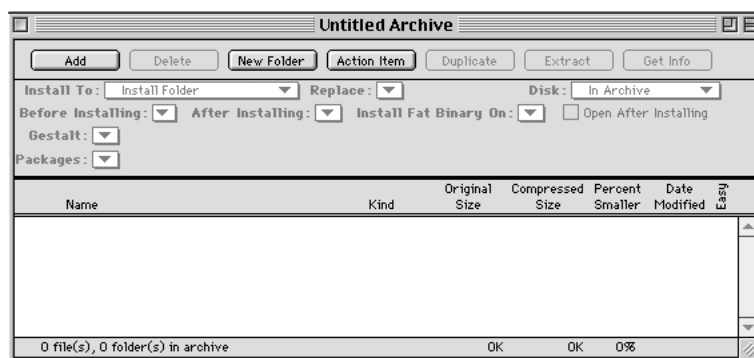 Untitled Archive
Add Delete New Folder Action Item Duplicate Extract Get Info
Install To: Install Folder Replace: Disk: In Archive
Before Installing: After Installing: Install Fat Binary On: Open After Installing
Gestalt:
Packages:
Name Kind Original Size Compressed Size Percent Smaller Date Modified Easy
0 file(s), 0 folder(s) in archive 0K 0K 0%